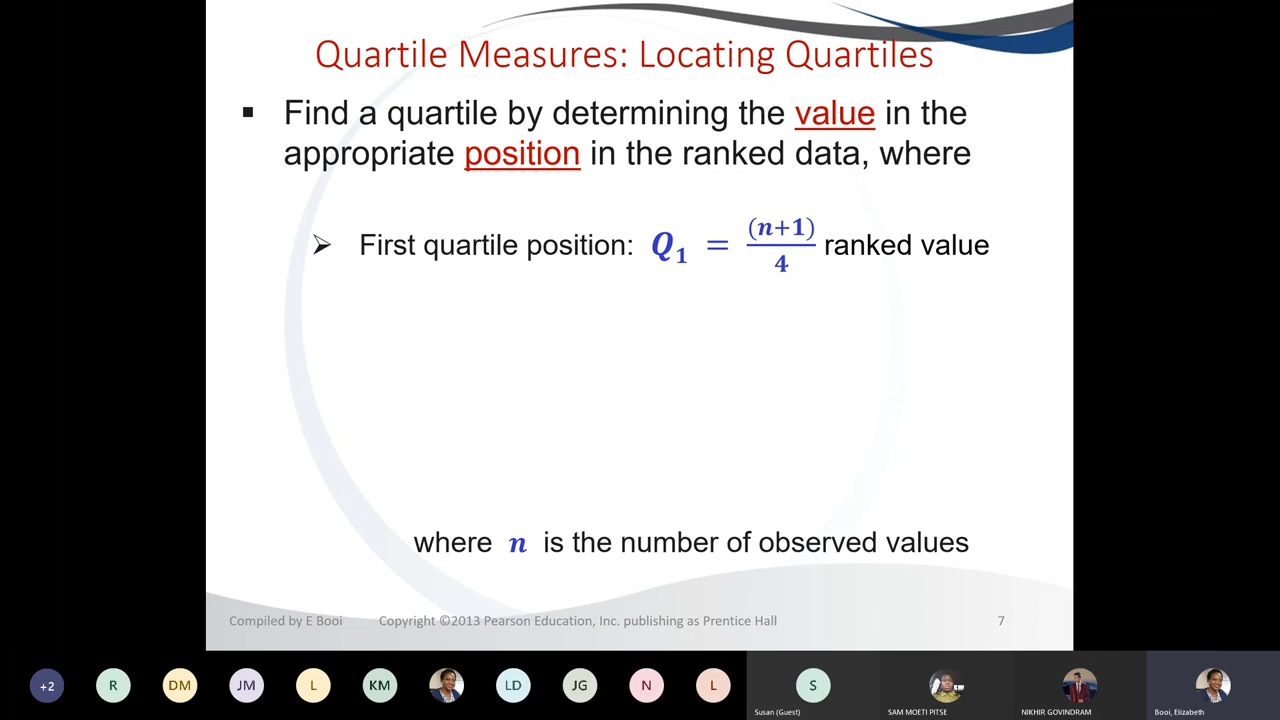 Quartile Measures: Locating Quartiles
▪ Find a quartile by determining the value in the
appropriate position in the ranked data, where
➢ First quartile position: Q₁ = (n+1)/4 ranked value
where n is the number of observed values
Compiled by E Booi Copyright ©2013 Pearson Education, Inc. publishing as Prentice Hall 7
+2 R DM JM L KM LD JG N L S
Susan (Guest) SAM MOETI PITSE NIKHIR GOVINDRAM Booi, Elizabeth